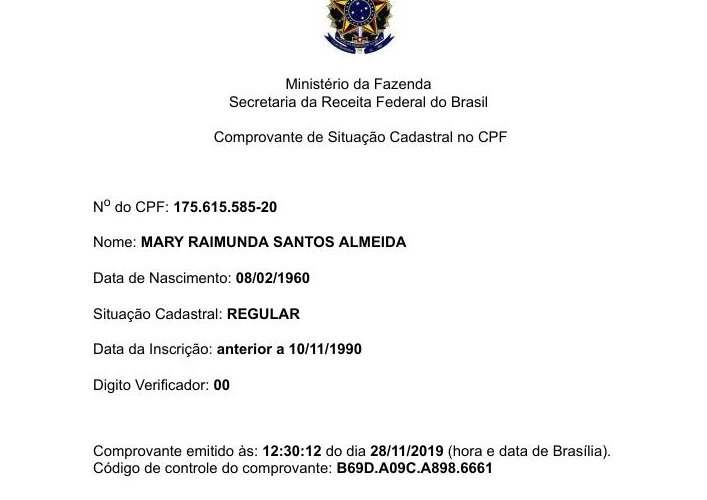 Ministério da Fazenda
Secretaria da Receita Federal do Brasil
Comprovante de Situação Cadastral no CPF
Nº do CPF: 175.615.585-20
Nome: MARY RAIMUNDA SANTOS ALMEIDA
Data de Nascimento: 08/02/1960
Situação Cadastral: REGULAR
Data da Inscrição: anterior a 10/11/1990
Digito Verificador: 00
Comprovante emitido às: 12:30:12 do dia 28/11/2019 (hora e data de Brasília).
Código de controle do comprovante: B69D.A09C.A898.6661